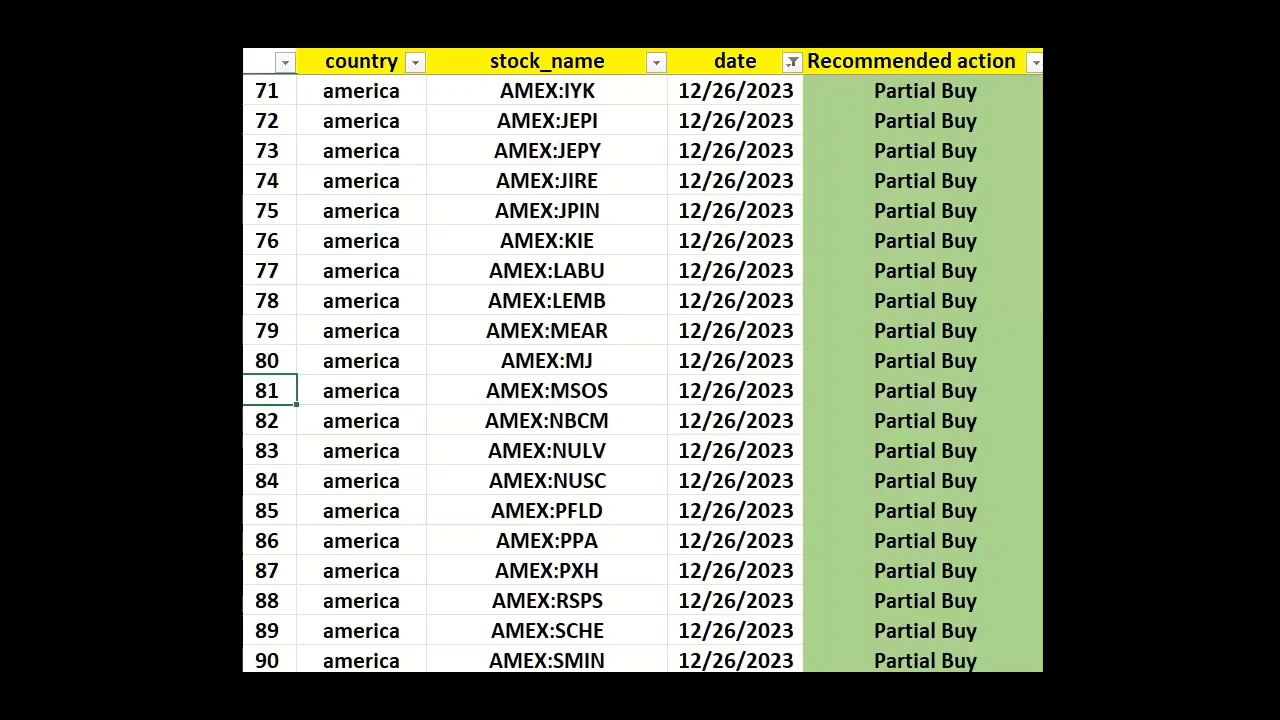 country stock_name date Recommended action
71 america AMEX:IYK 12/26/2023 Partial Buy
72 america AMEX:JEPI 12/26/2023 Partial Buy
73 america AMEX:JEPY 12/26/2023 Partial Buy
74 america AMEX:JIRE 12/26/2023 Partial Buy
75 america AMEX:JPIN 12/26/2023 Partial Buy
76 america AMEX:KIE 12/26/2023 Partial Buy
77 america AMEX:LABU 12/26/2023 Partial Buy
78 america AMEX:LEMB 12/26/2023 Partial Buy
79 america AMEX:MEAR 12/26/2023 Partial Buy
80 america AMEX:MJ 12/26/2023 Partial Buy
81 america AMEX:MSOS 12/26/2023 Partial Buy
82 america AMEX:NBCM 12/26/2023 Partial Buy
83 america AMEX:NULV 12/26/2023 Partial Buy
84 america AMEX:NUSC 12/26/2023 Partial Buy
85 america AMEX:PFLD 12/26/2023 Partial Buy
86 america AMEX:PPA 12/26/2023 Partial Buy
87 america AMEX:PXH 12/26/2023 Partial Buy
88 america AMEX:RSPS 12/26/2023 Partial Buy
89 america AMEX:SCHE 12/26/2023 Partial Buy
90 america AMEX:SMIN 12/26/2023 Partial Buy